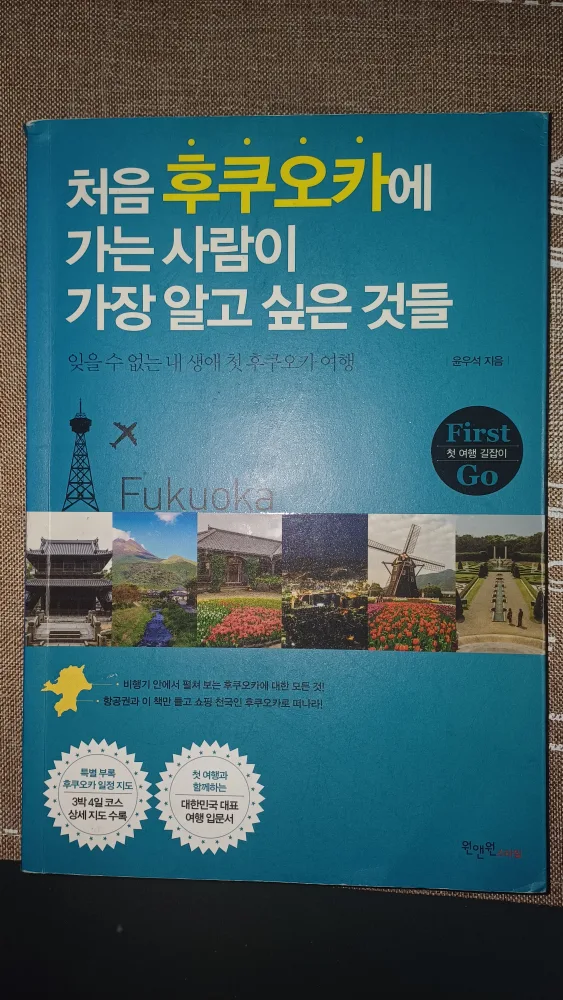 처음 후쿠오카에
가는 사람이
가장 알고 싶은 것들
잊을 수 없는 내 생애 첫 후쿠오카 여행
| 윤우석 지음 |
First
첫 여행 길잡이
Go
Fukuoka
비행기 안에서 펼쳐 보는 후쿠오카에 대한 모든 것!
항공권과 이 책만 들고 쇼핑 천국인 후쿠오카로 떠나라!
특별 부록
후쿠오카 일정 지도
3박 4일 코스
상세 지도 수록
첫 여행과
함께하는
대한민국 대표
여행 입문서
원앤원